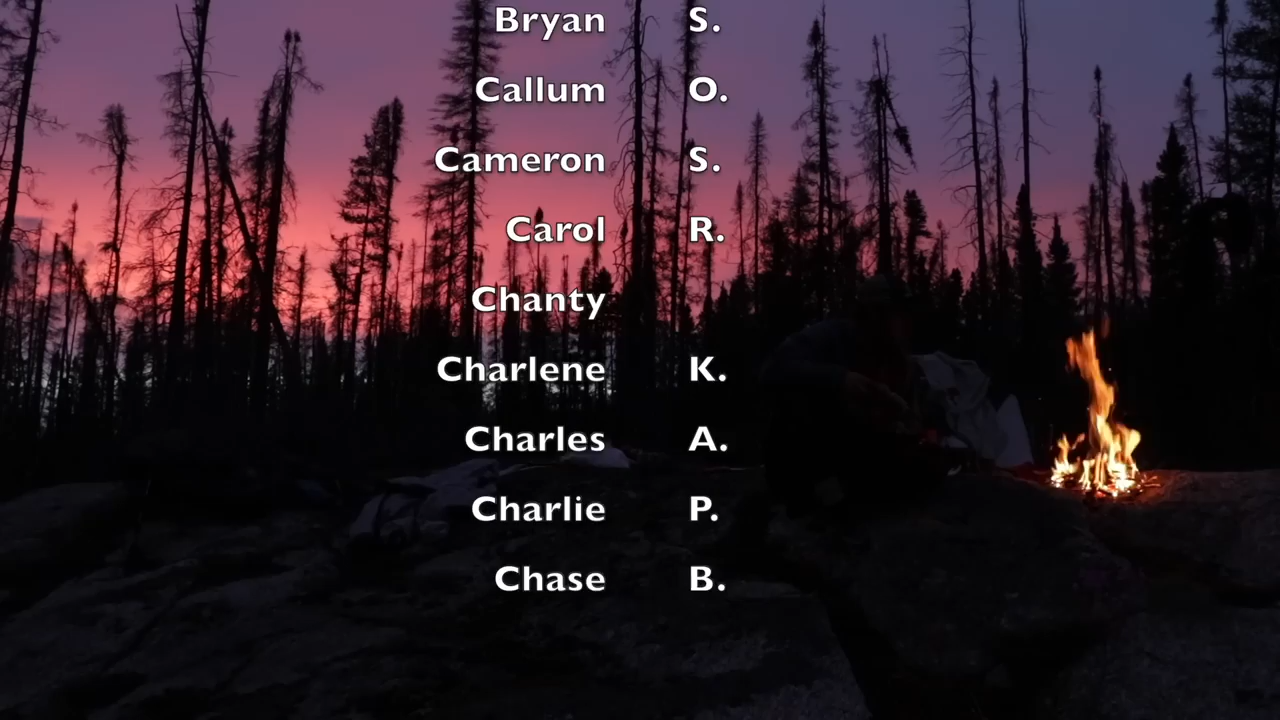 Bryan S.
Callum O.
Cameron S.
Carol R.
Chanty
Charlene K.
Charles A.
Charlie P.
Chase B.